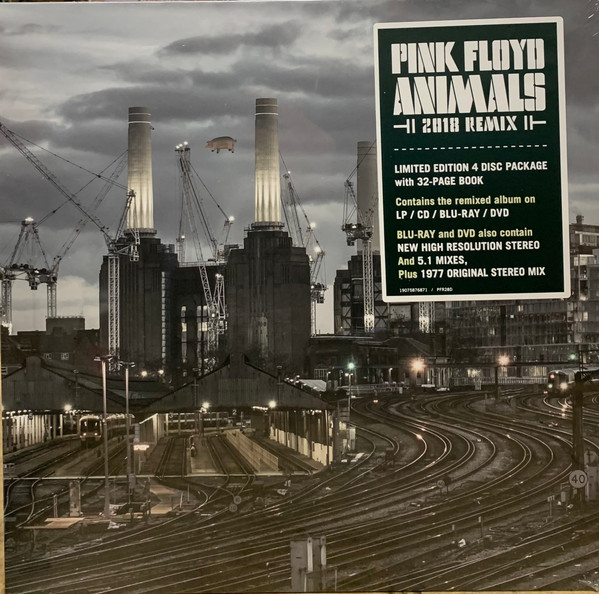 PINK FLOYD
ANIMALS
2018 REMIX
LIMITED EDITION 4 DISC PACKAGE
with 32-PAGE BOOK
Contains the remixed album on
LP / CD / BLU-RAY / DVD
BLU-RAY and DVD also contain
NEW HIGH RESOLUTION STEREO
And 5.1 MIXES,
Plus 1977 ORIGINAL STEREO MIX
19075876871 / PFR28D
40